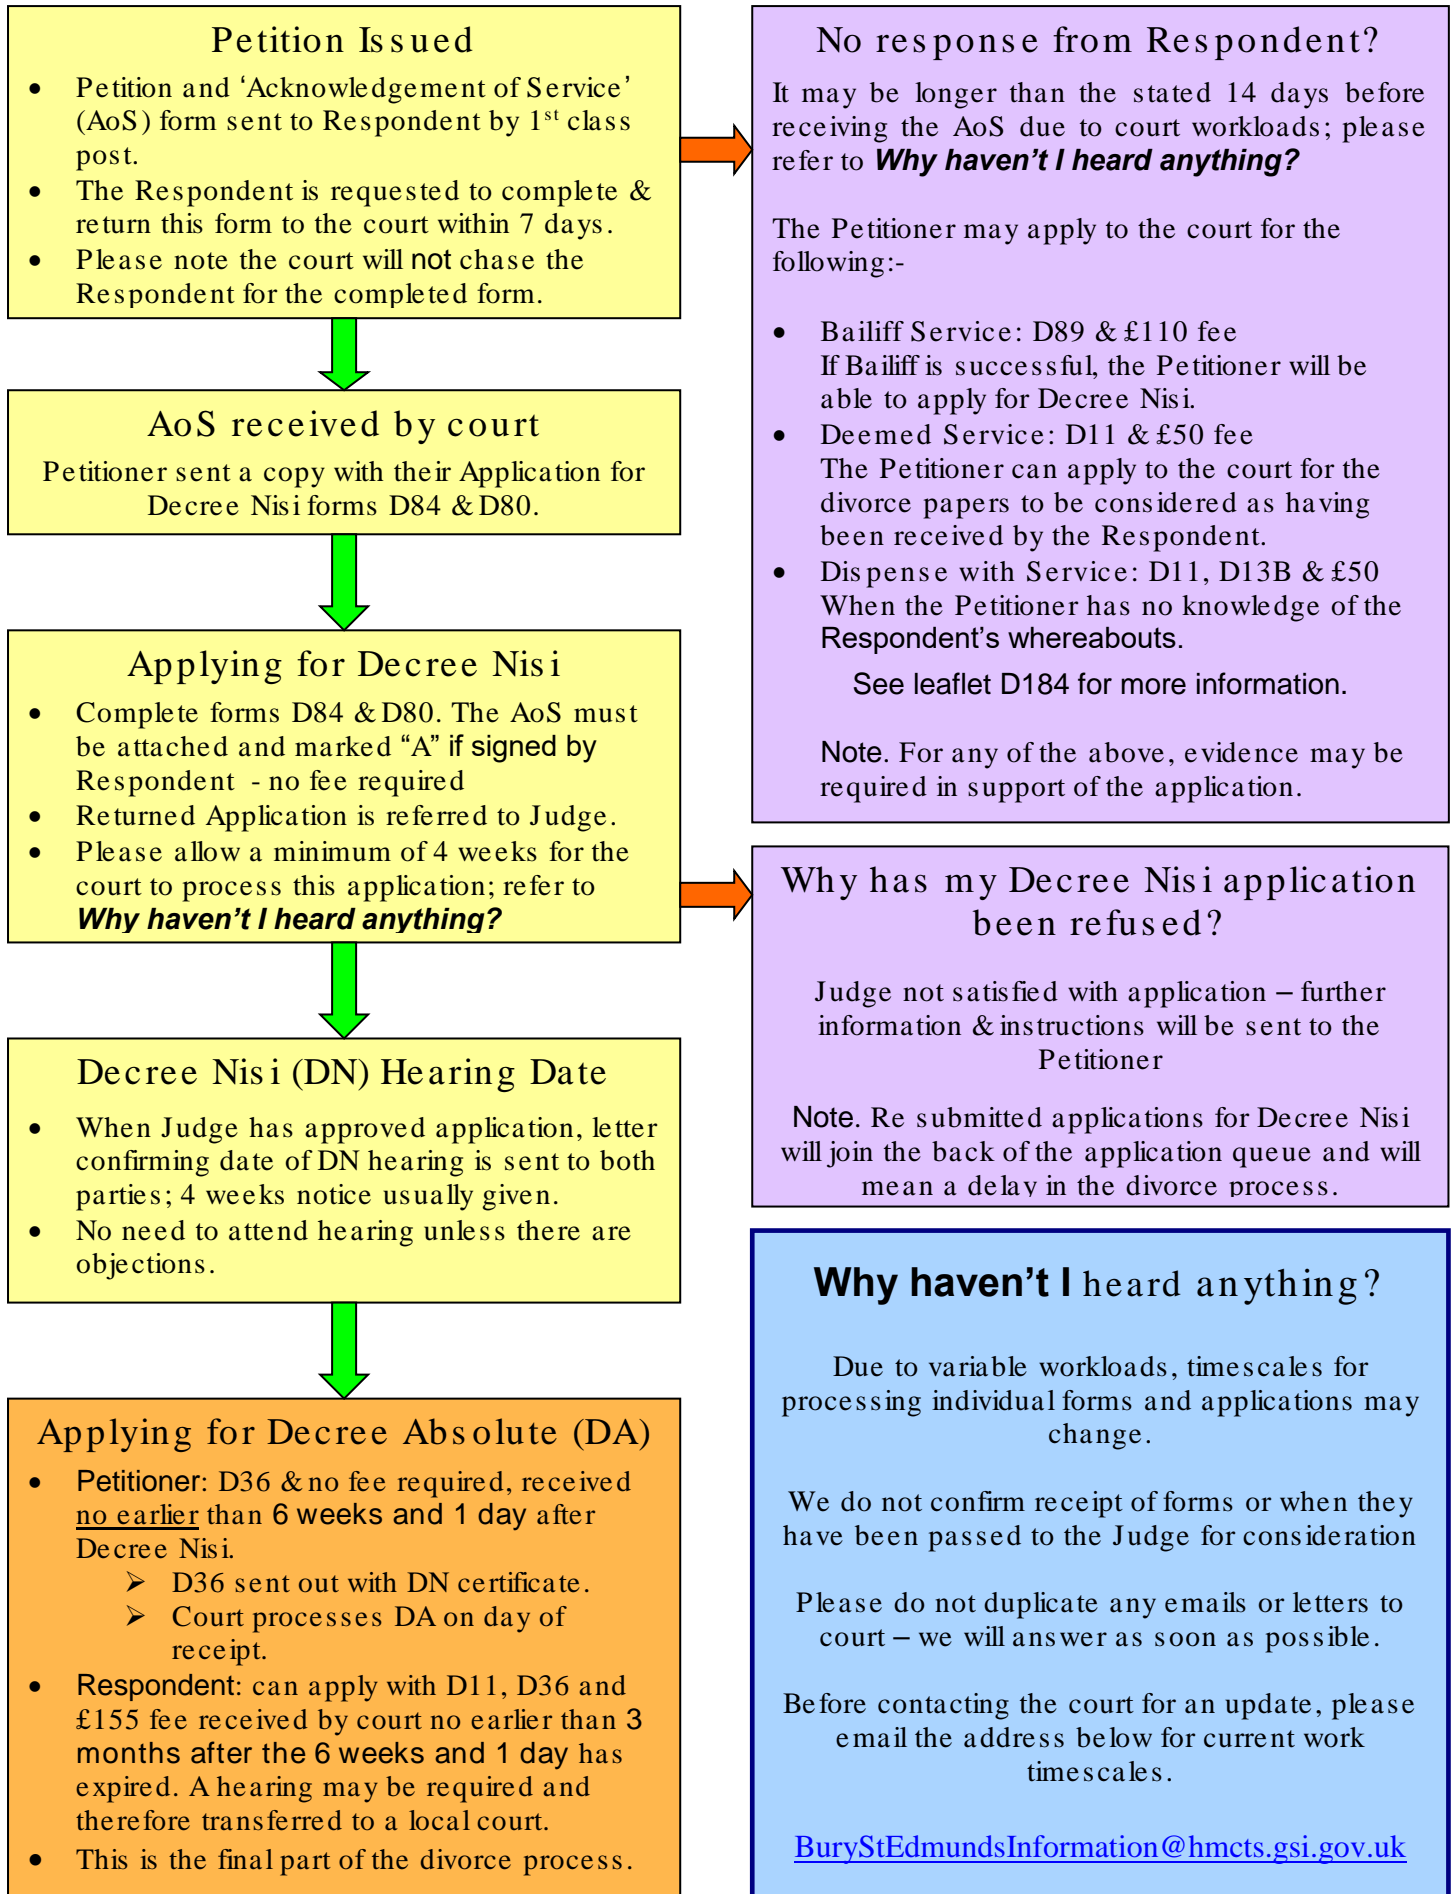 Petition Issued
• Petition and ‘Acknowledgement of Service’
(AoS) form sent to Respondent by 1st class
post.
• The Respondent is requested to complete &
return this form to the court within 7 days.
• Please note the court will not chase the
Respondent for the completed form.
AoS received by court
Petitioner sent a copy with their Application for
Decree Nisi forms D84 & D80.
Applying for Decree Nisi
• Complete forms D84 & D80. The AoS must
be attached and marked “A” if signed by
Respondent - no fee required
• Returned Application is referred to Judge.
• Please allow a minimum of 4 weeks for the
court to process this application; refer to
Why haven’t I heard anything?
Decree Nisi (DN) Hearing Date
• When Judge has approved application, letter
confirming date of DN hearing is sent to both
parties; 4 weeks notice usually given.
• No need to attend hearing unless there are
objections.
Applying for Decree Absolute (DA)
• Petitioner: D36 & no fee required, received
no earlier than 6 weeks and 1 day after
Decree Nisi.
➢ D36 sent out with DN certificate.
➢ Court processes DA on day of
receipt.
• Respondent: can apply with D11, D36 and
£155 fee received by court no earlier than 3
months after the 6 weeks and 1 day has
expired. A hearing may be required and
therefore transferred to a local court.
• This is the final part of the divorce process.
No response from Respondent?
It may be longer than the stated 14 days before
receiving the AoS due to court workloads; please
refer to Why haven’t I heard anything?
The Petitioner may apply to the court for the
following:-
• Bailiff Service: D89 & £110 fee
If Bailiff is successful, the Petitioner will be
able to apply for Decree Nisi.
• Deemed Service: D11 & £50 fee
The Petitioner can apply to the court for the
divorce papers to be considered as having
been received by the Respondent.
• Dispense with Service: D11, D13B & £50
When the Petitioner has no knowledge of the
Respondent’s whereabouts.
See leaflet D184 for more information.
Note. For any of the above, evidence may be
required in support of the application.
Why has my Decree Nisi application
been refused?
Judge not satisfied with application – further
information & instructions will be sent to the
Petitioner
Note. Re submitted applications for Decree Nisi
will join the back of the application queue and will
mean a delay in the divorce process.
Why haven’t I heard anything?
Due to variable workloads, timescales for
processing individual forms and applications may
change.
We do not confirm receipt of forms or when they
have been passed to the Judge for consideration
Please do not duplicate any emails or letters to
court – we will answer as soon as possible.
Before contacting the court for an update, please
email the address below for current work
timescales.
BuryStEdmundsInformation@hmcts.gsi.gov.uk